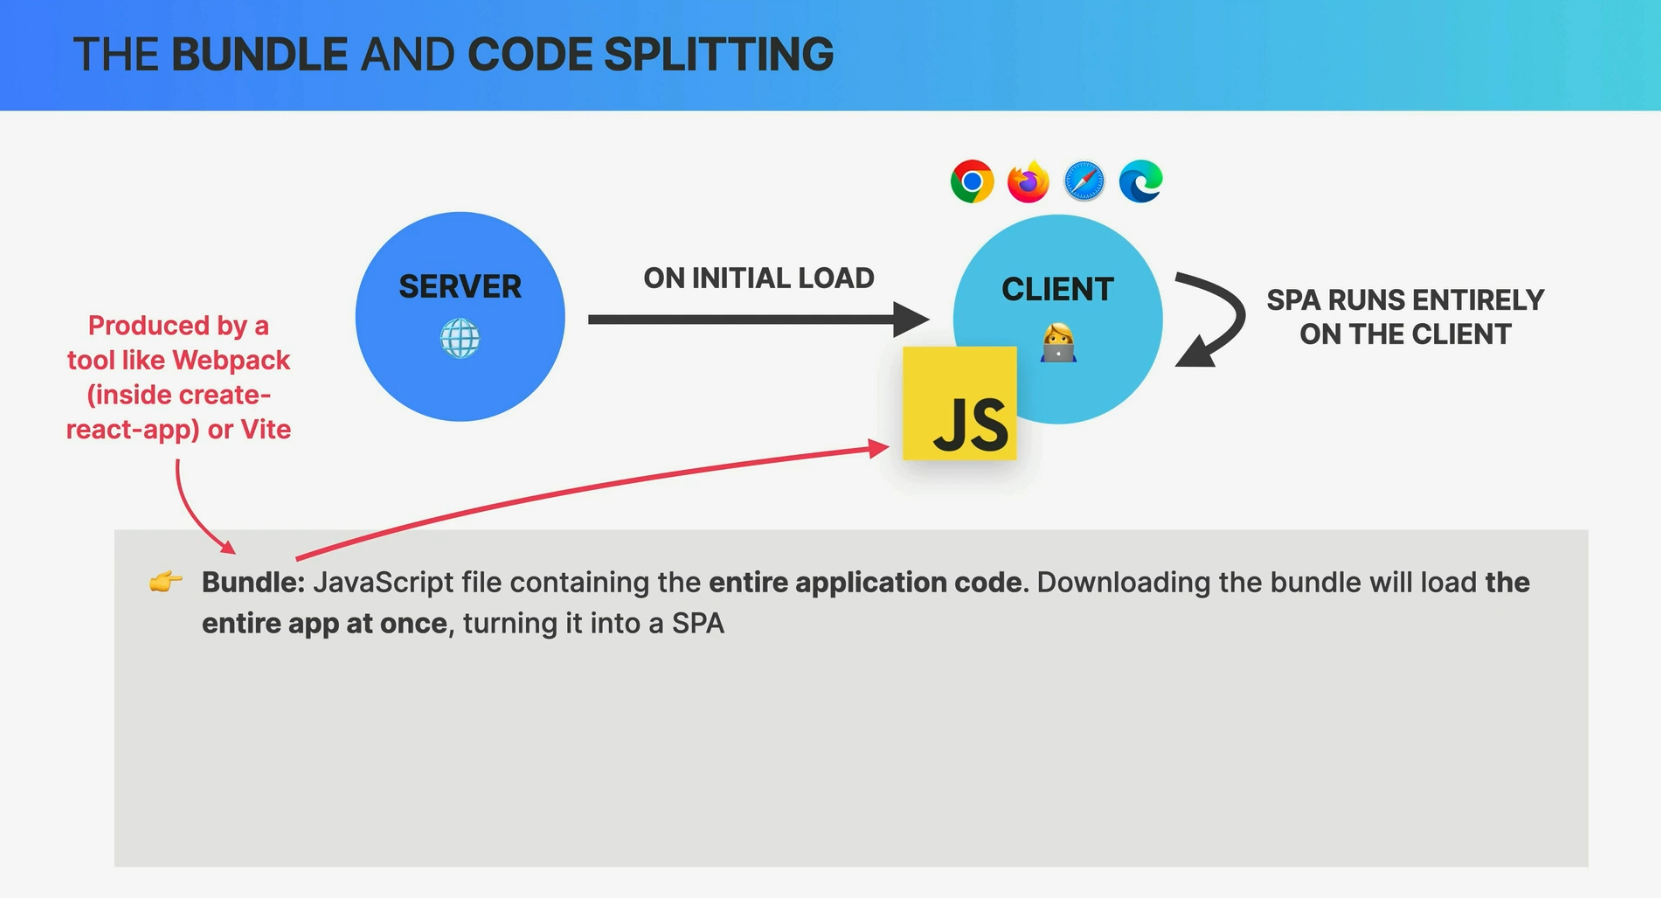 THE BUNDLE AND CODE SPLITTING
SERVER
ON INITIAL LOAD
CLIENT
SPA RUNS ENTIRELY
ON THE CLIENT
JS
Produced by a
tool like Webpack
(inside create-
react-app) or Vite
Bundle: JavaScript file containing the entire application code. Downloading the bundle will load the
entire app at once, turning it into a SPA